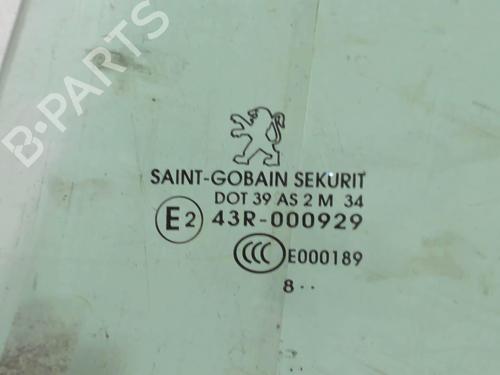 B-PARTS
SAINT-GOBAIN SEKURIT
DOT 39 AS 2 M 34
E2 43R-000929
CCC E000189
8··